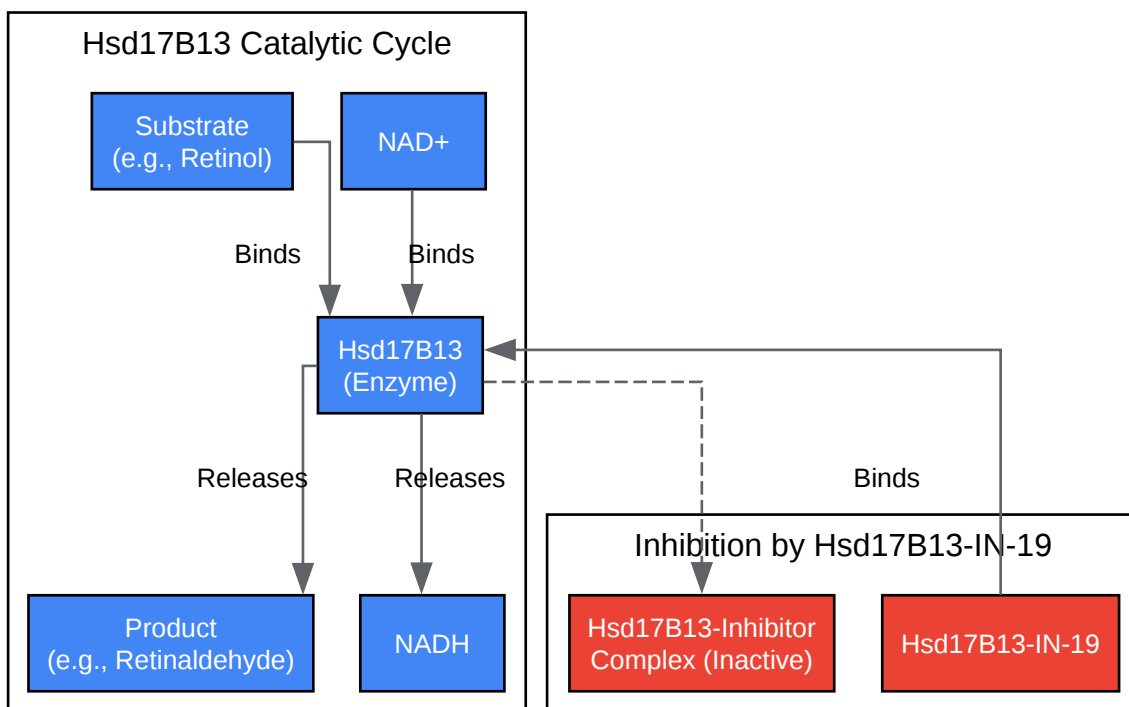 Hsd17B13 Catalytic Cycle
Substrate
(e.g., Retinol)
NAD+
Binds
Binds
Hsd17B13
(Enzyme)
Releases
Releases
Binds
Inhibition by Hsd17B13-IN-19
Product
(e.g., Retinaldehyde)
NADH
Hsd17B13-Inhibitor
Complex (Inactive)
Hsd17B13-IN-19